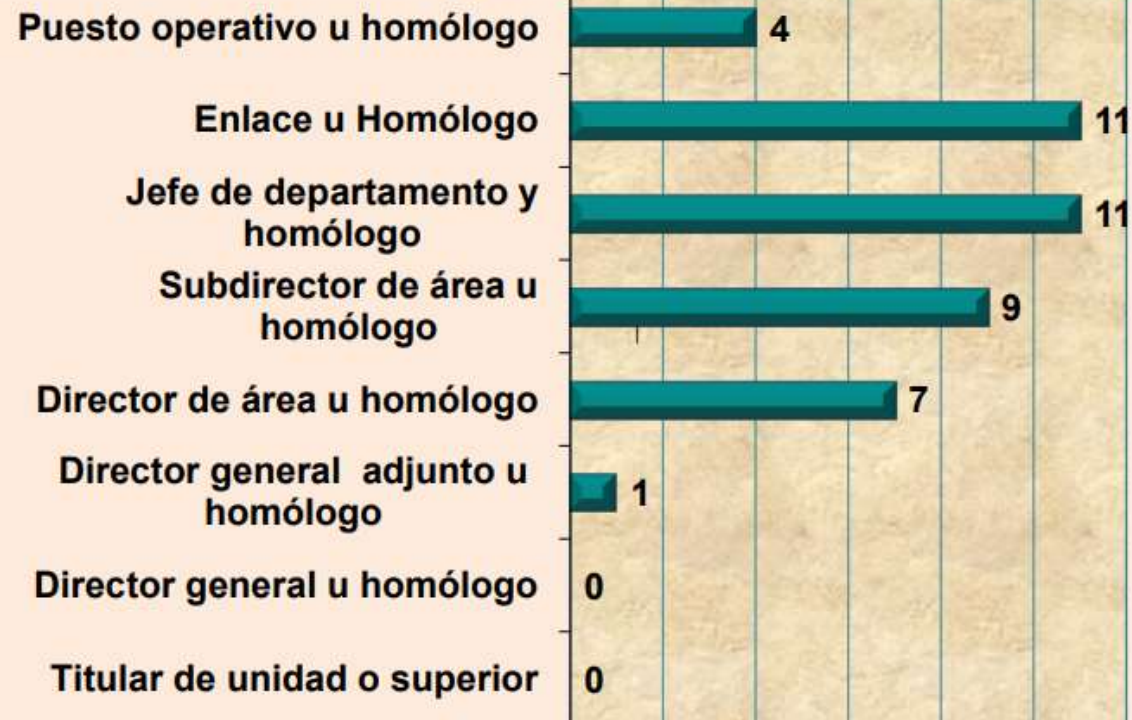 Puesto operativo u homólogo 4
Enlace u Homólogo 11
Jefe de departamento y
homólogo 11
Subdirector de área u
homólogo 9
Director de área u homólogo 7
Director general  adjunto u
homólogo 1
Director general u homólogo 0
Titular de unidad o superior 0